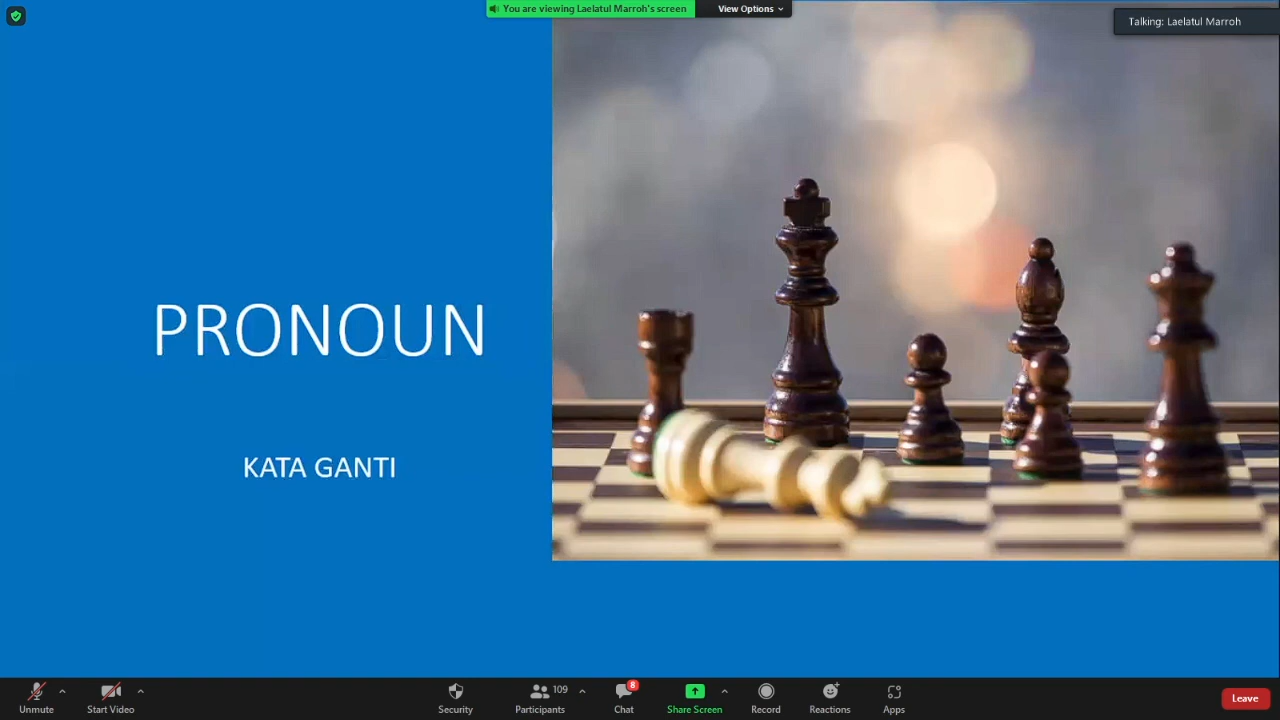 You are viewing Laelatul Marroh's screen
View Options
Talking: Laelatul Marroh
PRONOUN
KATA GANTI
Unmute
Start Video
Security
109
Participants
8
Chat
Share Screen
Record
Reactions
Apps
Leave